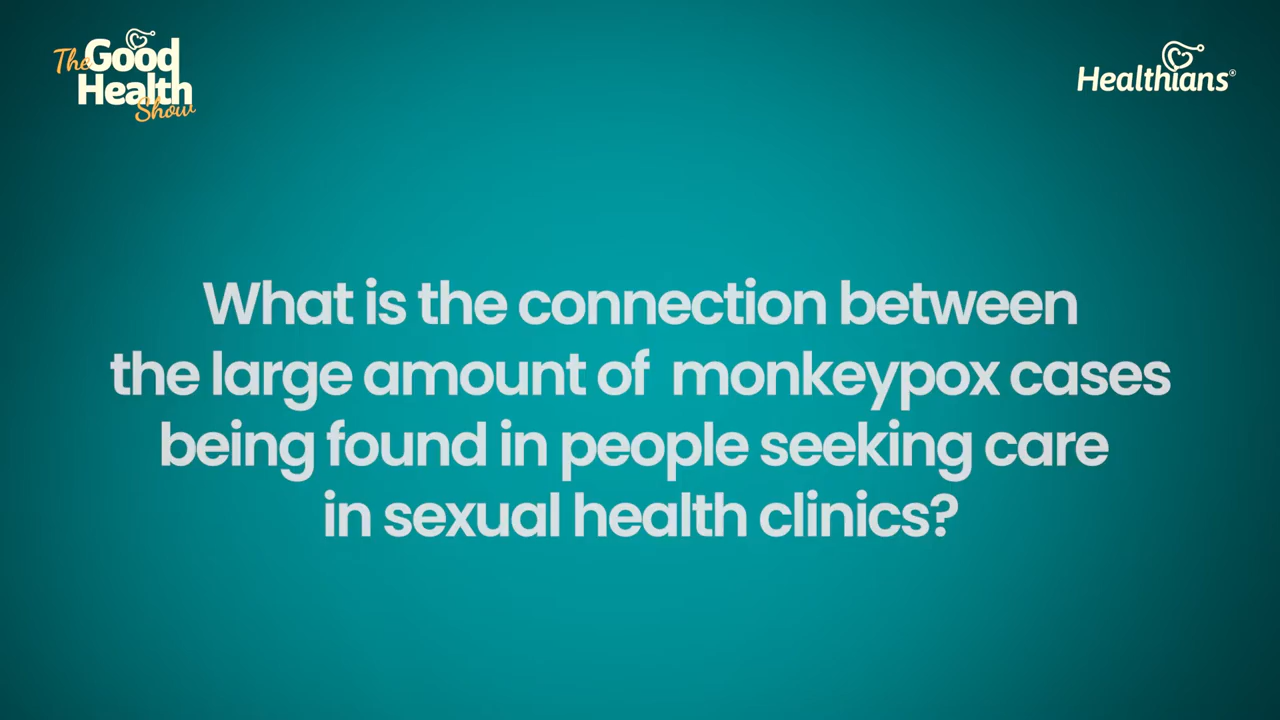 The Good
Health
Show
Healthians®
What is the connection between
the large amount of monkeypox cases
being found in people seeking care
in sexual health clinics?